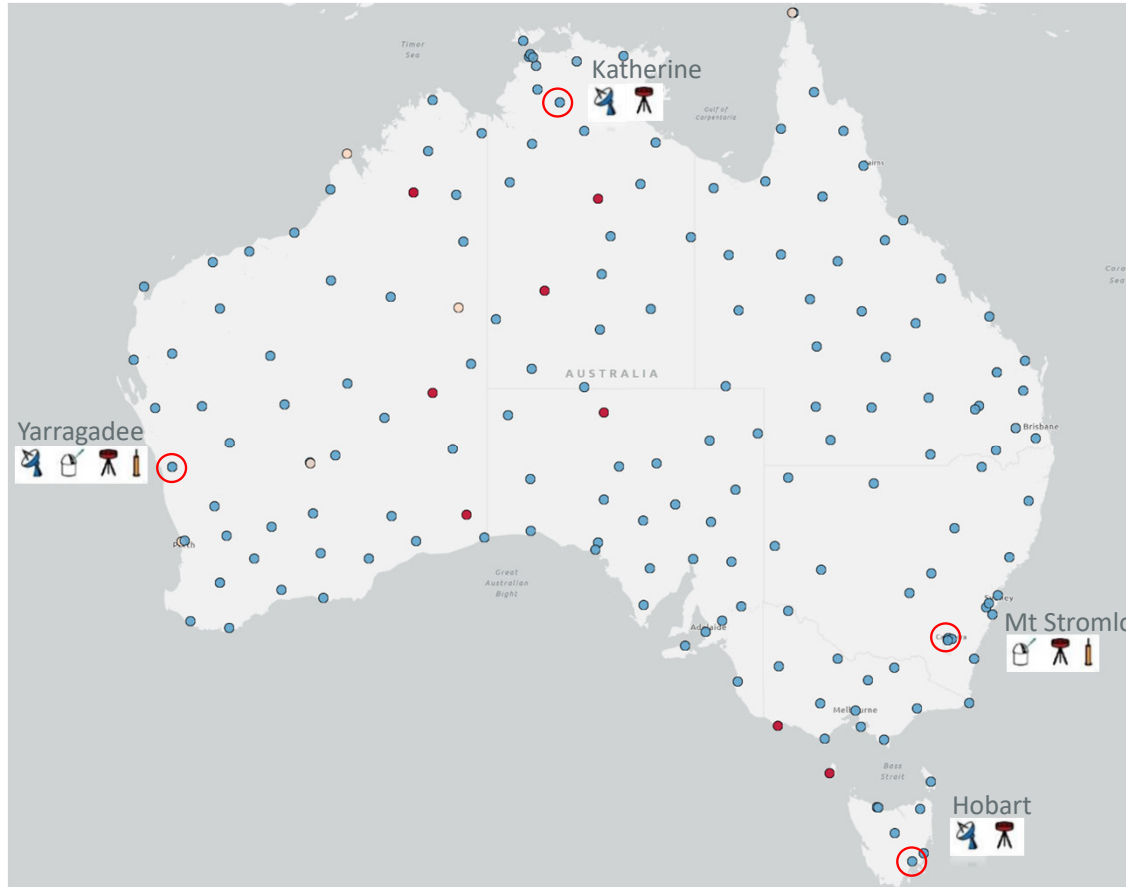 Timor
Sea
Katherine
Gulf of
Carpentaria
Cairns
Coral
Sea
AUSTRALIA
Yarragadee
Brisbane
Perth
Great
Australian
Bight
Sydney
Mt Stromlo
Adelaide
Canberra
Melbourne
Bass
Strait
Hobart